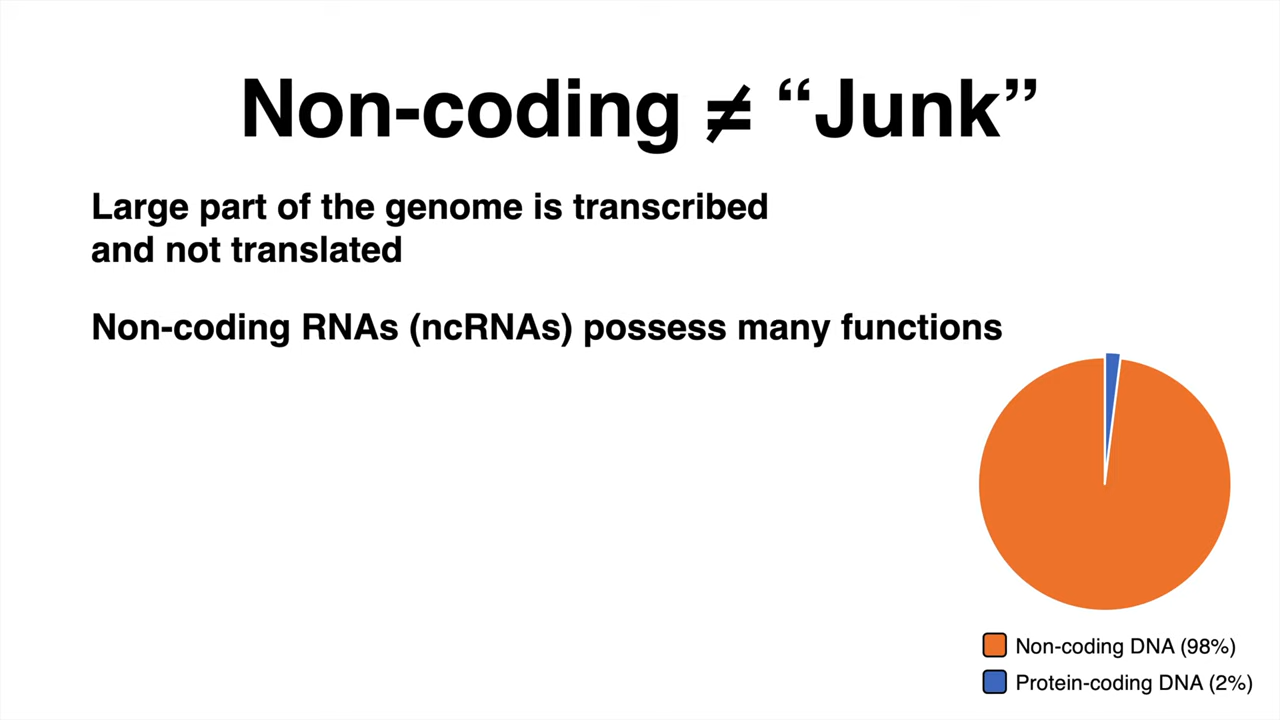 Non-coding ≠ “Junk”
Large part of the genome is transcribed
and not translated
Non-coding RNAs (ncRNAs) possess many functions
Non-coding DNA (98%)
Protein-coding DNA (2%)